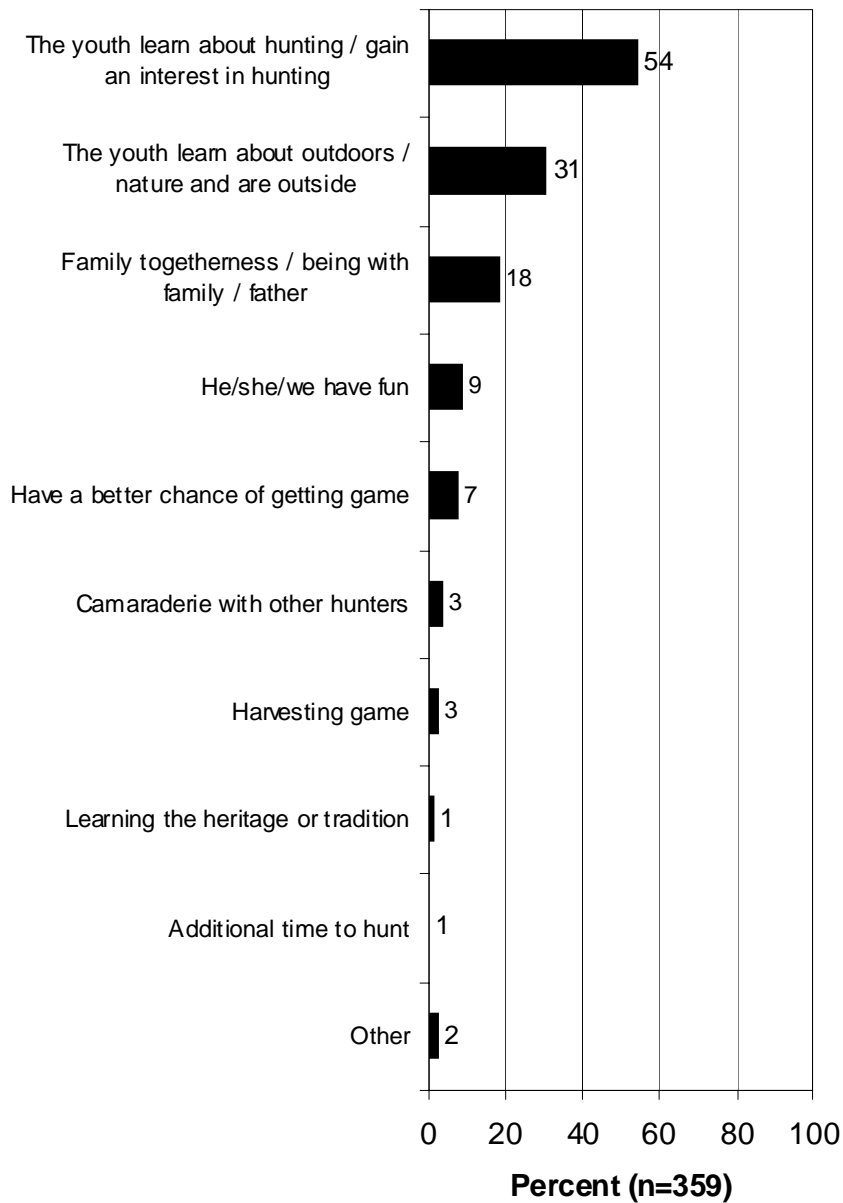 The youth learn about hunting / gain
an interest in hunting
54
The youth learn about outdoors /
nature and are outside
31
Family togetherness / being with
family / father
18
He/she/we have fun
9
Have a better chance of getting game
7
Camaraderie with other hunters
3
Harvesting game
3
Learning the heritage or tradition
1
Additional time to hunt
1
Other
2
0 20 40 60 80 100
Percent (n=359)